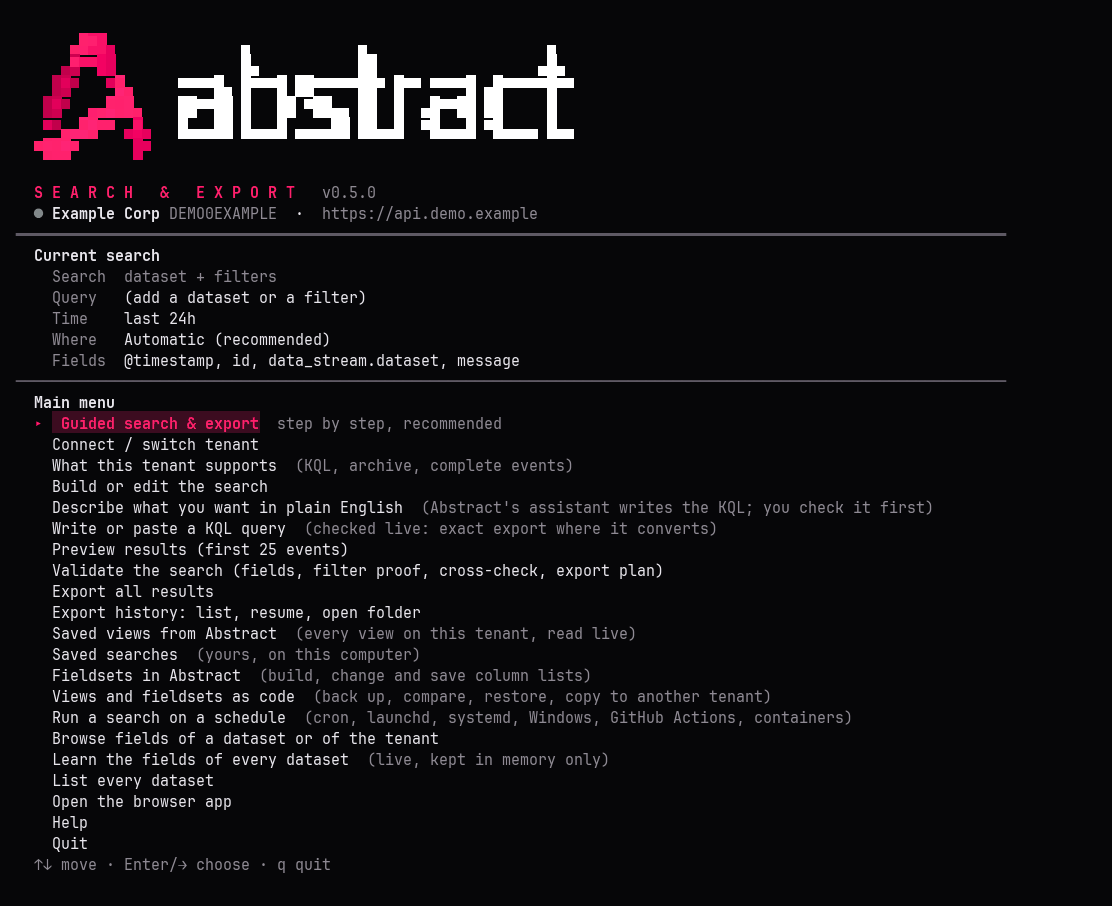 abstract
SEARCH & EXPORT v0.5.0
● Example Corp DEMO0EXAMPLE · https://api.demo.example
Current search
Search dataset + filters
Query (add a dataset or a filter)
Time last 24h
Where Automatic (recommended)
Fields @timestamp, id, data_stream.dataset, message
Main menu
▸ Guided search & export step by step, recommended
Connect / switch tenant
What this tenant supports (KQL, archive, complete events)
Build or edit the search
Describe what you want in plain English (Abstract's assistant writes the KQL; you check it first)
Write or paste a KQL query (checked live: exact export where it converts)
Preview results (first 25 events)
Validate the search (fields, filter proof, cross-check, export plan)
Export all results
Export history: list, resume, open folder
Saved views from Abstract (every view on this tenant, read live)
Saved searches (yours, on this computer)
Fieldsets in Abstract (build, change and save column lists)
Views and fieldsets as code (back up, compare, restore, copy to another tenant)
Run a search on a schedule (cron, launchd, systemd, Windows, GitHub Actions, containers)
Browse fields of a dataset or of the tenant
Learn the fields of every dataset (live, kept in memory only)
List every dataset
Open the browser app
Help
Quit
↑↓ move · Enter/→ choose · q quit